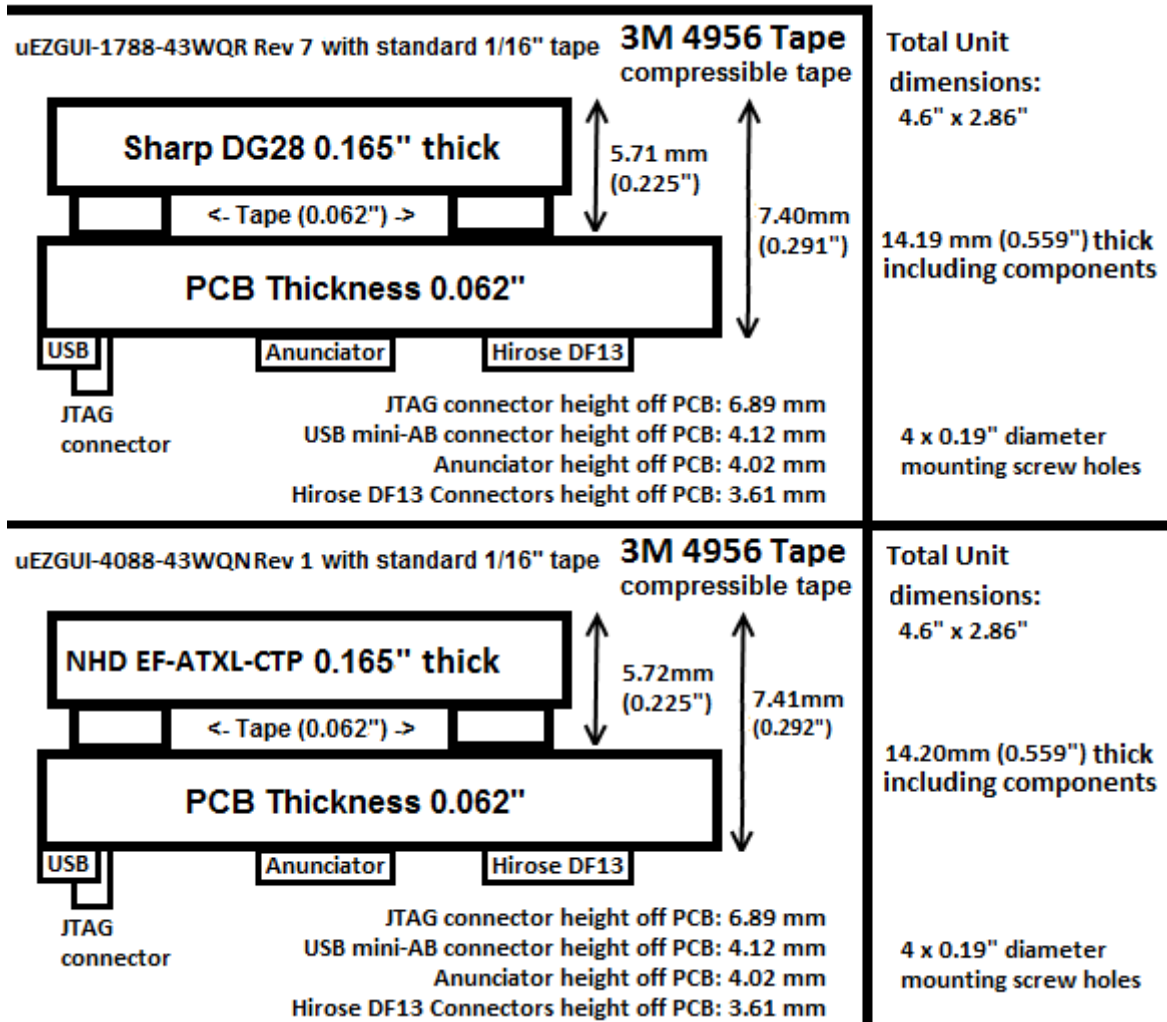 uEZGUI-1788-43WQR Rev 7 with standard 1/16" tape
3M 4956 Tape
compressible tape
Sharp DG28 0.165" thick
<- Tape (0.062") ->
PCB Thickness 0.062"
5.71 mm
(0.225")
7.40mm
(0.291")
USB
Anunciator
Hirose DF13
JTAG
connector
JTAG connector height off PCB: 6.89 mm
USB mini-AB connector height off PCB: 4.12 mm
Anunciator height off PCB: 4.02 mm
Hirose DF13 Connectors height off PCB: 3.61 mm
Total Unit
dimensions:
4.6" x 2.86"
14.19 mm (0.559") thick
including components
4 x 0.19" diameter
mounting screw holes
uEZGUI-4088-43WQN Rev 1 with standard 1/16" tape
3M 4956 Tape
compressible tape
NHD EF-ATXL-CTP 0.165" thick
<- Tape (0.062") ->
PCB Thickness 0.062"
5.72mm
(0.225")
7.41mm
(0.292")
USB
Anunciator
Hirose DF13
JTAG
connector
JTAG connector height off PCB: 6.89 mm
USB mini-AB connector height off PCB: 4.12 mm
Anunciator height off PCB: 4.02 mm
Hirose DF13 Connectors height off PCB: 3.61 mm
Total Unit
dimensions:
4.6" x 2.86"
14.20mm (0.559") thick
including components
4 x 0.19" diameter
mounting screw holes